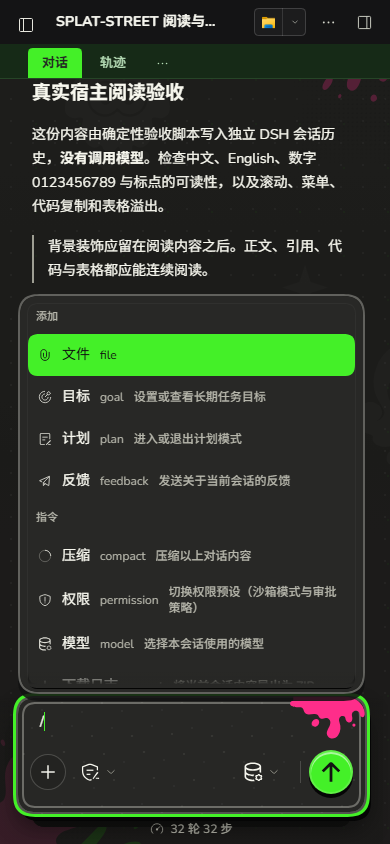 SPLAT-STREET 阅读与...
对话 轨迹 ...
真实宿主阅读验收
这份内容由确定性验收脚本写入独立 DSH 会话历
史，没有调用模型。检查中文、English、数字
0123456789 与标点的可读性，以及滚动、菜单、
代码复制和表格溢出。
背景装饰应留在阅读内容之后。正文、引用、代
码与表格都应能连续阅读。
添加
文件 file
目标 goal 设置或查看长期任务目标
计划 plan 进入或退出计划模式
反馈 feedback 发送关于当前会话的反馈
指令
压缩 compact 压缩以上对话内容
权限 permission 切换权限预设（沙箱模式与审批
策略）
模型 model 选择本会话使用的模型
/
32 轮 32 步